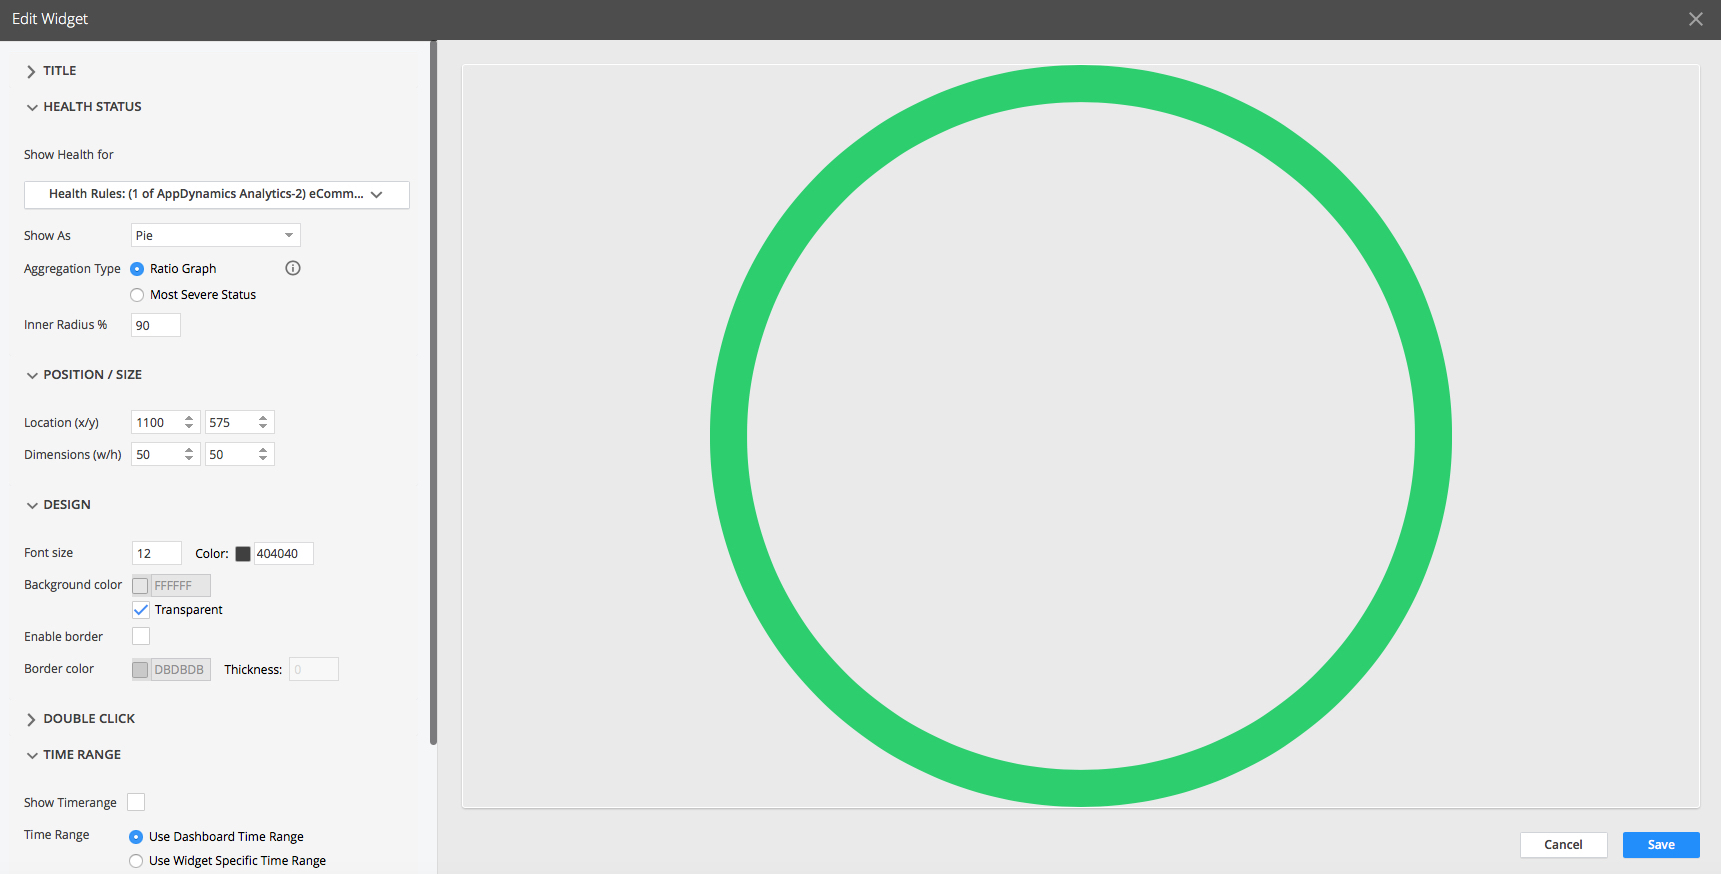 Edit Widget
TITLE
HEALTH STATUS
Show Health for
Health Rules: (1 of AppDynamics Analytics-2) eComm...
Show As Pie
Aggregation Type Ratio Graph
Most Severe Status
Inner Radius % 90
POSITION / SIZE
Location (x/y) 1100 575
Dimensions (w/h) 50 50
DESIGN
Font size 12 Color: 404040
Background color FFFFFF
Transparent
Enable border
Border color DBDBDB Thickness: 0
DOUBLE CLICK
TIME RANGE
Show Timerange
Time Range Use Dashboard Time Range
Use Widget Specific Time Range
Cancel Save